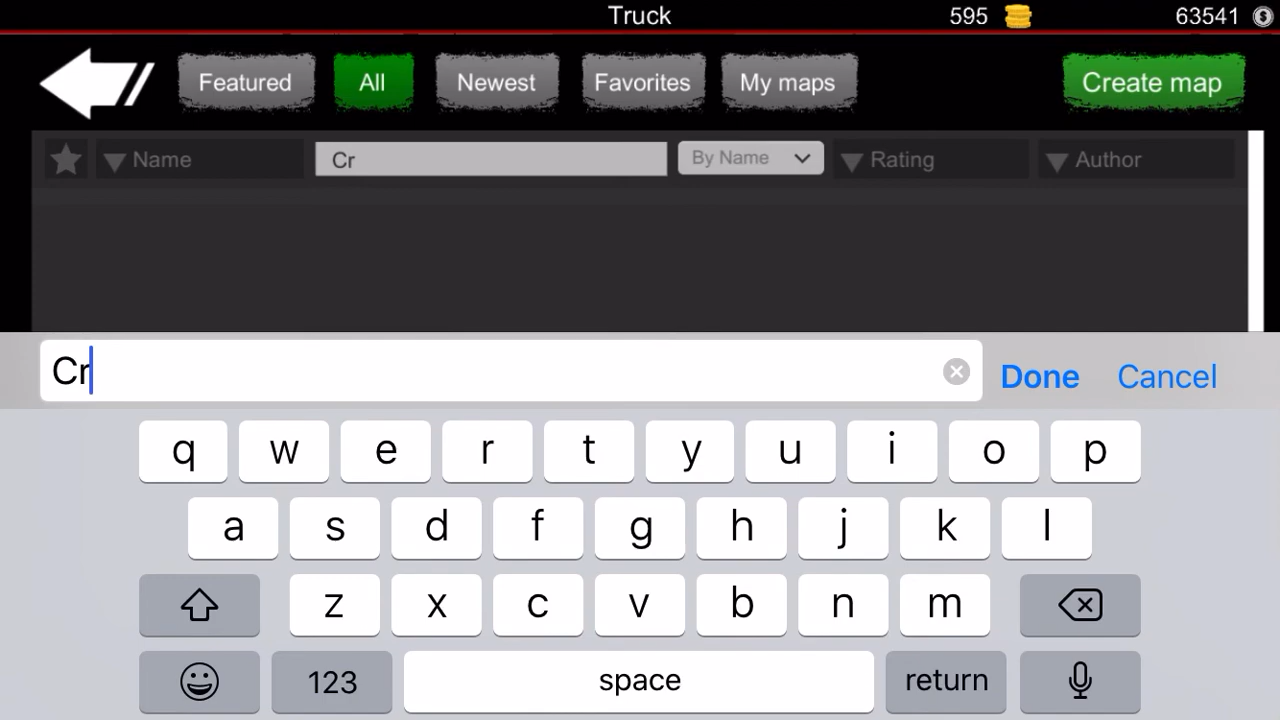 Truck 595 63541
Featured All Newest Favorites My maps Create map
Name Cr By Name Rating Author
Cr Done Cancel
q w e r t y u i o p
a s d f g h j k l
z x c v b n m
123 space return